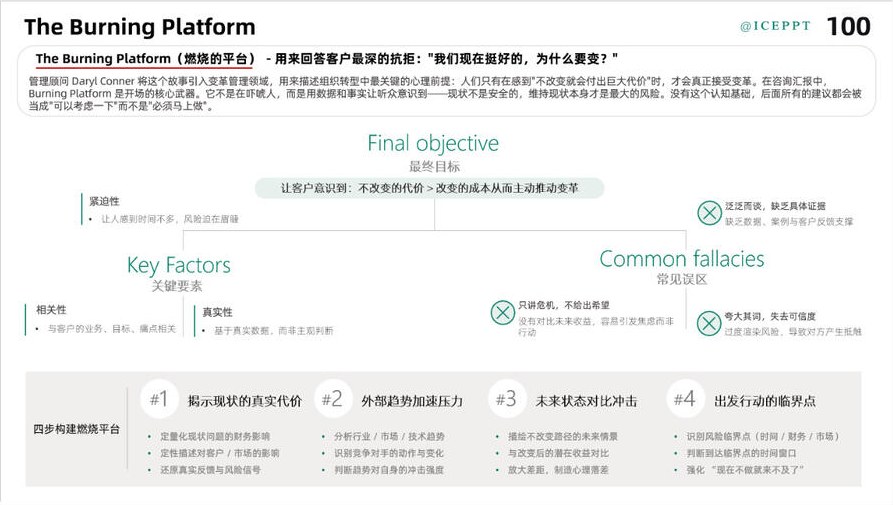 The Burning Platform
@ICEPPT 100
The Burning Platform（燃烧的平台） - 用来回答客户最深的抗拒："我们现在挺好的，为什么要变？"
管理顾问 Daryl Conner 将这个故事引入变革管理领域，用来描述组织转型中最关键的心理前提：人们只有在感到"不改变就会付出巨大代价"时，才会真正接受变革。在咨询汇报中，
Burning Platform 是开场的核心武器。它不是在吓唬人，而是用数据和事实让听众意识到——现状不是安全的，维持现状本身才是最大的风险。没有这个认知基础，后面所有的建议都会被
当成"可以考虑一下"而不是"必须马上做"。
Final objective
最终目标
让客户意识到：不改变的代价 > 改变的成本从而主动推动变革
紧迫性
• 让人感到时间不多，风险迫在眉睫
Key Factors
关键要素
相关性
• 与客户的业务、目标、痛点相关
真实性
• 基于真实数据，而非主观判断
泛泛而谈，缺乏具体证据
缺乏数据、案例与客户反馈支撑
Common fallacies
常见误区
只讲危机，不给出希望
没有对比未来收益，容易引发焦虑而非
行动
夸大其词，失去可信度
过度渲染风险，导致对方产生抵触
四步构建燃烧平台
#1 揭示现状的真实代价
• 定量化现状问题的财务影响
• 定性描述对客户 / 市场的影响
• 还原真实反馈与风险信号
#2 外部趋势加速压力
• 分析行业 / 市场 / 技术趋势
• 识别竞争对手的动作与变化
• 判断趋势对自身的冲击强度
#3 未来状态对比冲击
• 描绘不改变路径的未来情景
• 与改变后的潜在收益对比
• 放大差距，制造心理落差
#4 出发行动的临界点
• 识别风险临界点（时间 / 财务 / 市场）
• 判断到达临界点的时间窗口
• 强化 “现在不做就来不及了”